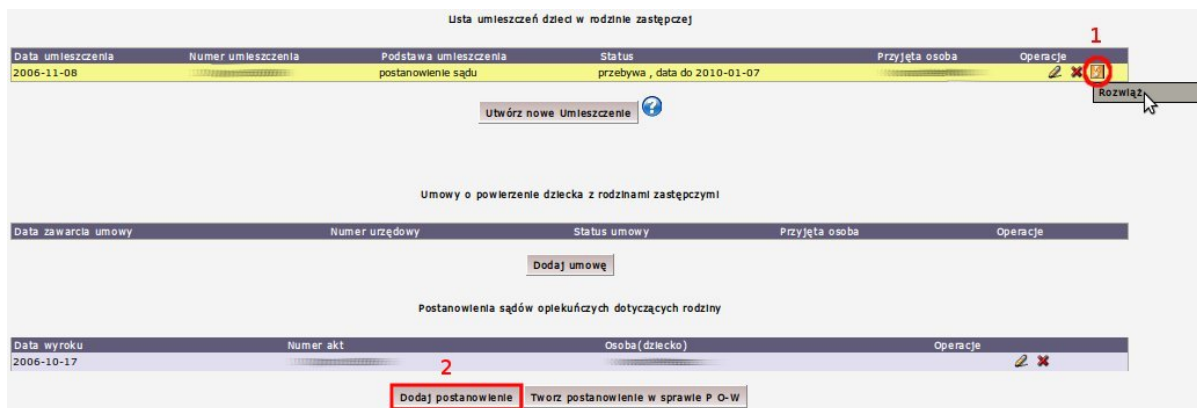 Lista umieszczeń dzieci w rodzinie zastępczej
1
Data umieszczenia Numer umieszczenia Podstawa umieszczenia Status Przyjęta osoba Operacje
2006-11-08 postanowienie sądu przebywa , data do 2010-01-07
Rozwiąż
Utwórz nowe Umieszczenie
Umowy o powierzenie dziecka z rodzinami zastępczymi
Data zawarcia umowy Numer urzędowy Status umowy Przyjęta osoba Operacje
Dodaj umowę
Postanowienia sądów opiekuńczych dotyczących rodziny
Data wyroku Numer akt Osoba(dziecko) Operacje
2006-10-17
2
Dodaj postanowienie Tworz postanowienie w sprawie P O-W